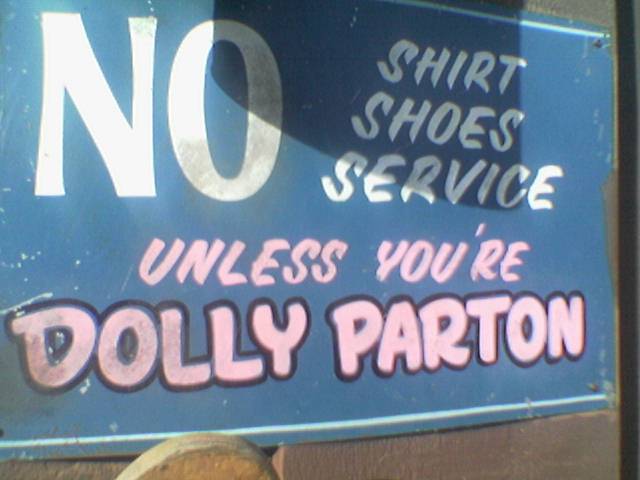 NO SHIRT
SHOES
SERVICE
UNLESS YOU'RE
DOLLY PARTON